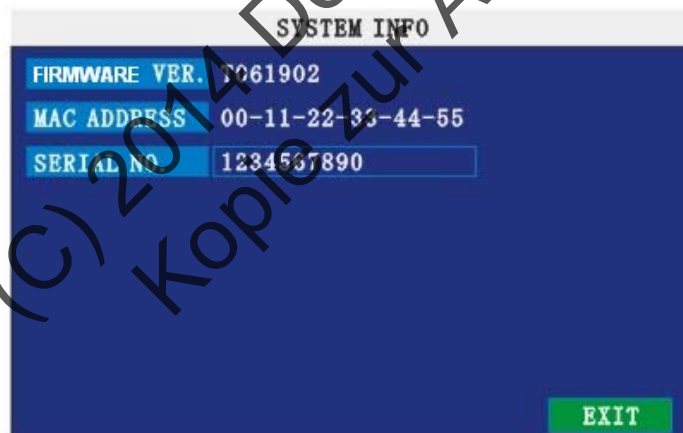 SYSTEM INFO
FIRMWARE VER. T061902
MAC ADDRESS 00-11-22-33-44-55
SERIAL NO. 1234567890
EXIT
(C) 2014
Kopie zur